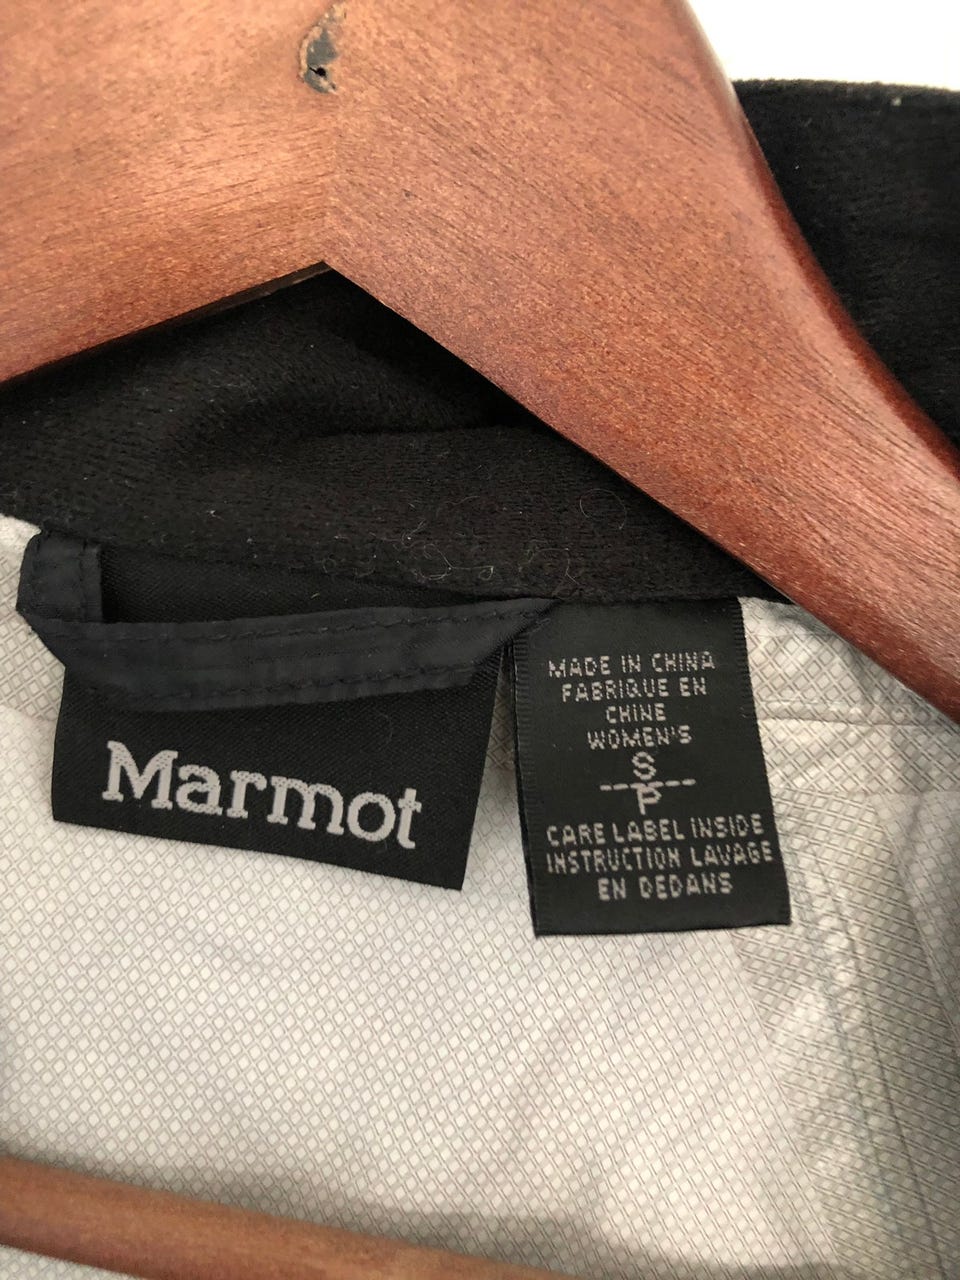 Marmot
MADE IN CHINA
FABRIQUE EN
CHINE
WOMEN'S
S
P
CARE LABEL INSIDE
INSTRUCTION LAVAGE
EN DEDANS